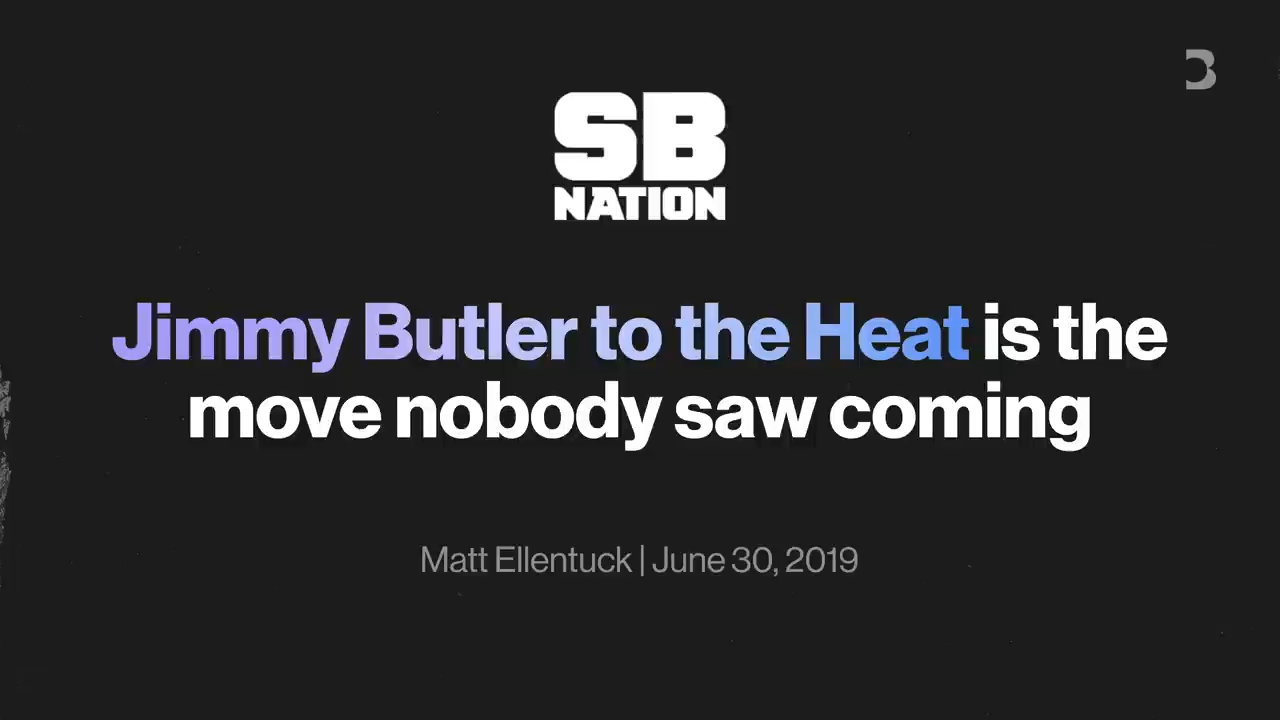 SB
NATION
Jimmy Butler to the Heat is the
move nobody saw coming
Matt Ellentuck | June 30, 2019